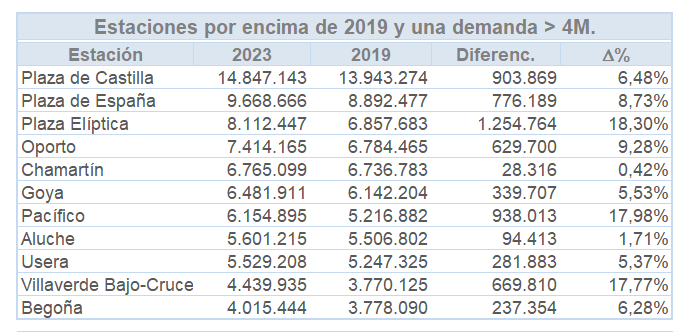 Estaciones por encima de 2019 y una demanda > 4M.
Estación 2023 2019 Diferenc. Δ%
Plaza de Castilla 14.847.143 13.943.274 903.869 6,48%
Plaza de España 9.668.666 8.892.477 776.189 8,73%
Plaza Elíptica 8.112.447 6.857.683 1.254.764 18,30%
Oporto 7.414.165 6.784.465 629.700 9,28%
Chamartín 6.765.099 6.736.783 28.316 0,42%
Goya 6.481.911 6.142.204 339.707 5,53%
Pacífico 6.154.895 5.216.882 938.013 17,98%
Aluche 5.601.215 5.506.802 94.413 1,71%
Usera 5.529.208 5.247.325 281.883 5,37%
Villaverde Bajo-Cruce 4.439.935 3.770.125 669.810 17,77%
Begoña 4.015.444 3.778.090 237.354 6,28%